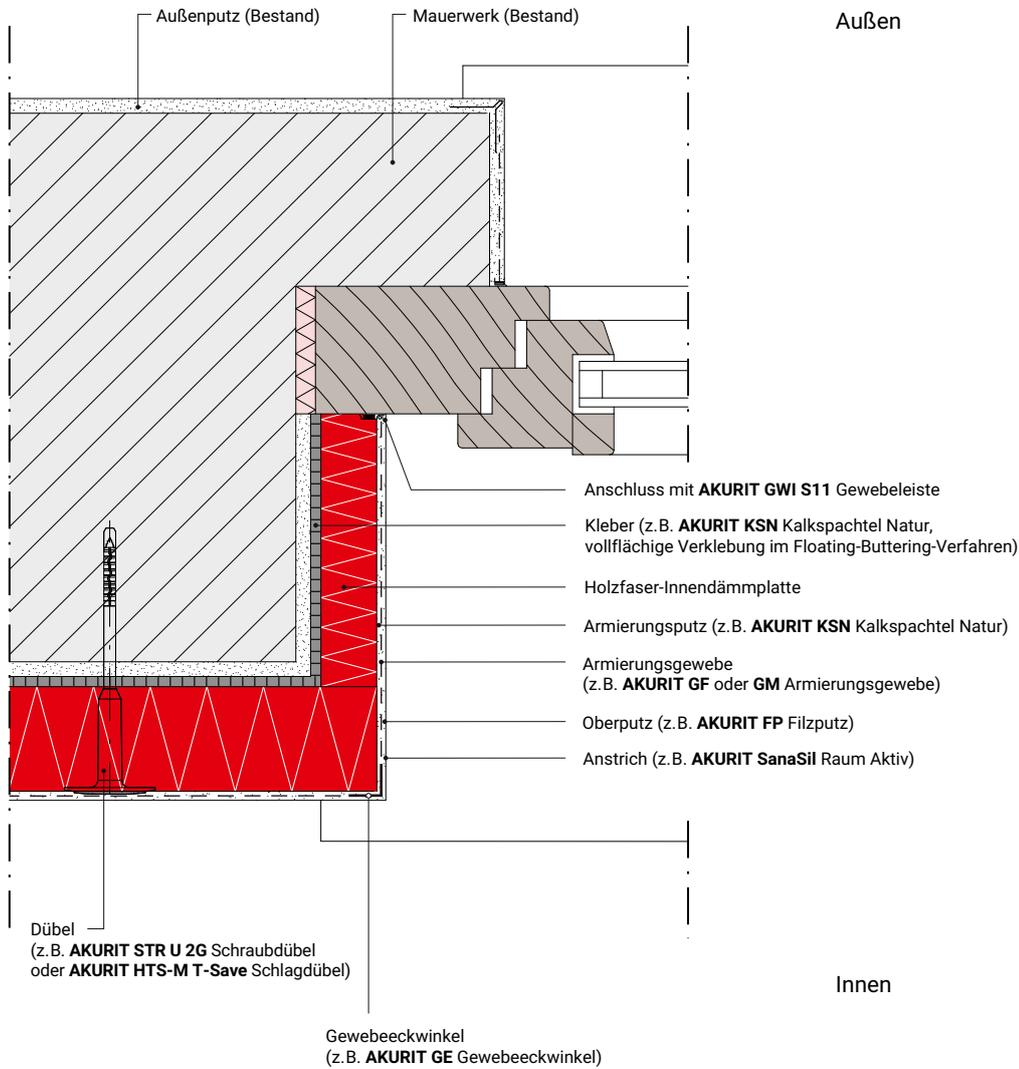 Außenputz (Bestand)
Mauerwerk (Bestand)
Außen
Anschluss mit AKURIT GWI S11 Gewebeleiste
Kleber (z.B. AKURIT KSN Kalkspachtel Natur,
vollflächige Verklebung im Floating-Buttering-Verfahren)
Holzfaser-Innendämmplatte
Armierungsputz (z.B. AKURIT KSN Kalkspachtel Natur)
Armierungsgewebe
(z.B. AKURIT GF oder GM Armierungsgewebe)
Oberputz (z.B. AKURIT FP Filzputz)
Anstrich (z.B. AKURIT SanaSil Raum Aktiv)
Dübel
(z.B. AKURIT STR U 2G Schraubdübel
oder AKURIT HTS-M T-Save Schlagdübel)
Innen
Gewebeeckwinkel
(z.B. AKURIT GE Gewebeeckwinkel)